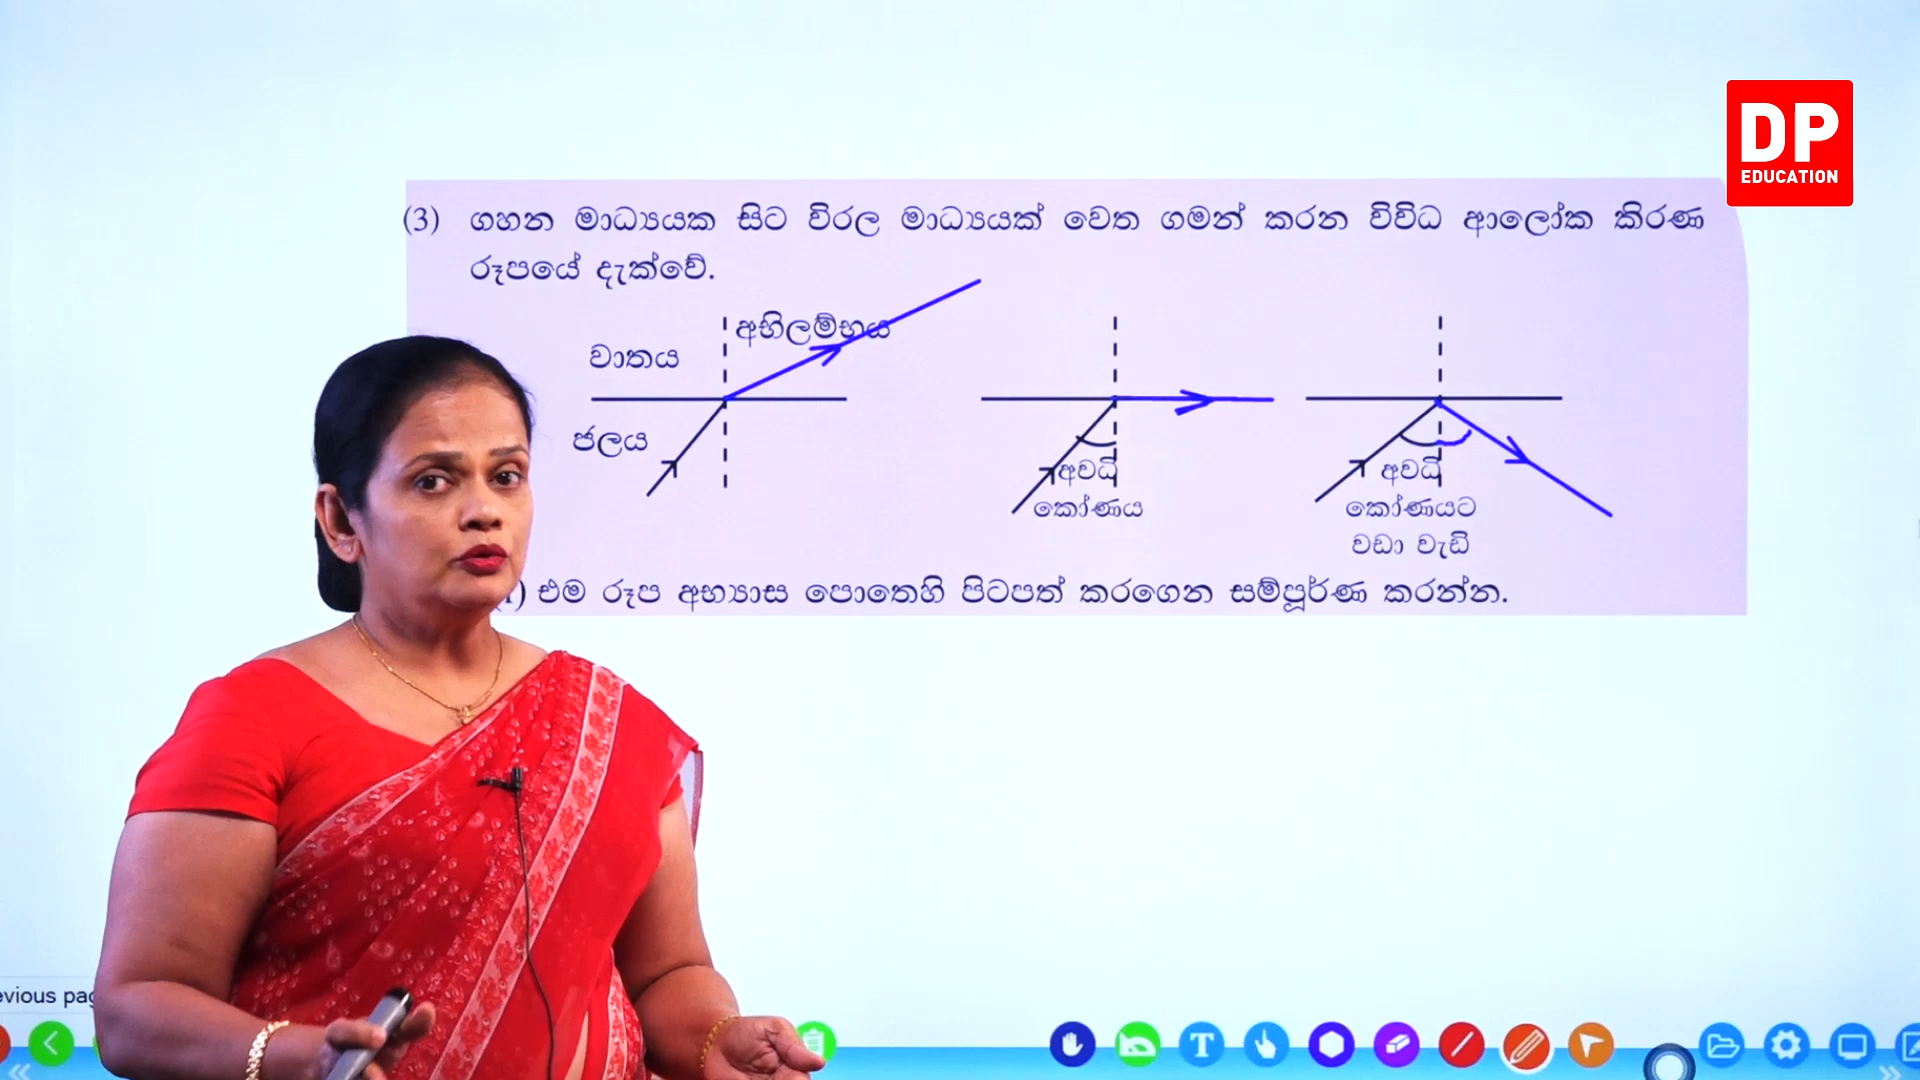 DP
EDUCATION
(3) ගහන මාධ්‍යයක සිට විරල මාධ්‍යයක් වෙත ගමන් කරන විවිධ ආලෝක කිරණ
රූපයේ දැක්වේ.
අභිලම්භය
වාතය
ජලය
අවධි
කෝණය
අවධි
කෝණයට
වඩා වැඩි
එම රූප අභ්‍යාස පොතෙහි පිටපත් කරගෙන සම්පූර්ණ කරන්න.
T